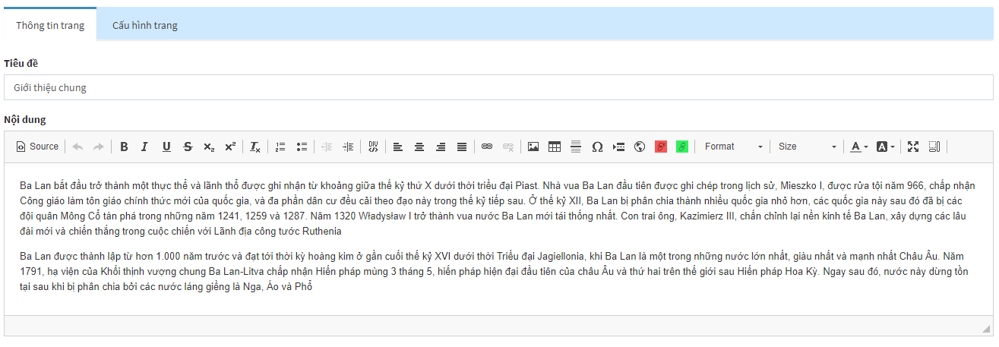 Thông tin trang Cấu hình trang
Tiêu đề
Giới thiệu chung
Nội dung
Source Format Size
Ba Lan bắt đầu trở thành một thực thể và lãnh thổ được ghi nhận từ khoảng giữa thế kỷ thứ X dưới thời triều đại Piast. Nhà vua Ba Lan đầu tiên được ghi chép trong lịch sử, Mieszko I, được rửa tội năm 966, chấp nhận
Công giáo làm tôn giáo chính thức mới của quốc gia, và đa phần dân cư đều cải theo đạo này trong thế kỷ tiếp sau. Ở thế kỷ XII, Ba Lan bị phân chia thành nhiều quốc gia nhỏ hơn, các quốc gia này sau đó đã bị các
đội quân Mông Cổ tàn phá trong những năm 1241, 1259 và 1287. Năm 1320 Władysław I trở thành vua nước Ba Lan mới tái thống nhất. Con trai ông, Kazimierz III, chấn chỉnh lại nền kinh tế Ba Lan, xây dựng các lâu
đài mới và chiến thắng trong cuộc chiến với Lãnh địa công tước Ruthenia
Ba Lan được thành lập từ hơn 1.000 năm trước và đạt tới thời kỳ hoàng kim ở gần cuối thế kỷ XVI dưới thời Triều đại Jagiellonia, khi Ba Lan là một trong những nước lớn nhất, giàu nhất và mạnh nhất Châu Âu. Năm
1791, hạ viện của Khối thịnh vượng chung Ba Lan-Litva chấp nhận Hiến pháp mùng 3 tháng 5, hiến pháp hiện đại đầu tiên của châu Âu và thứ hai trên thế giới sau Hiến pháp Hoa Kỳ. Ngay sau đó, nước này dừng tồn
tại sau khi bị phân chia bởi các nước láng giềng là Nga, Áo và Phổ